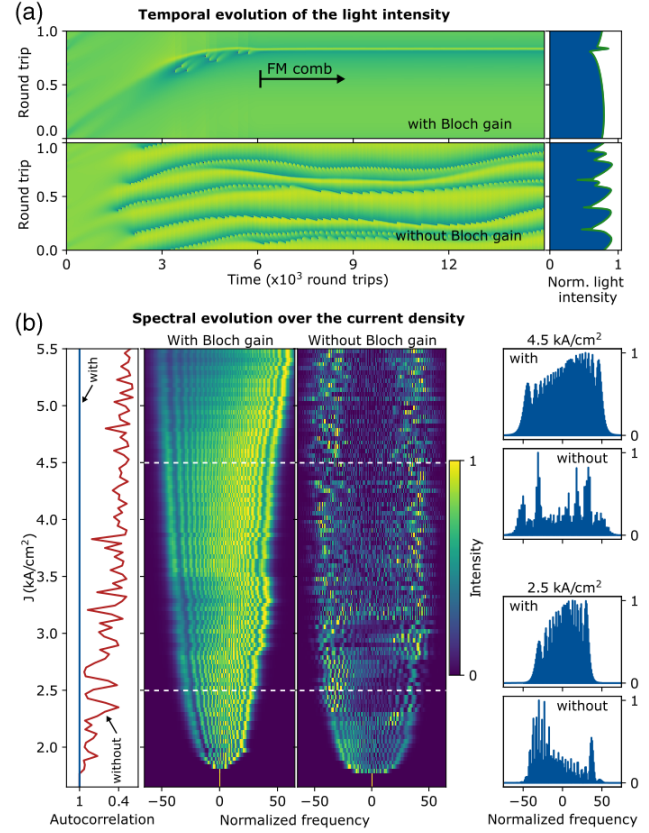 (a)
Temporal evolution of the light intensity
1.0
Round trip
0.5
0.0
FM comb
with Bloch gain
1.0
Round trip
0.5
0.0
without Bloch gain
0 3 6 9 12
Time (x10³ round trips)
0 1
Norm. light
intensity
(b)
Spectral evolution over the current density
With Bloch gain
Without Bloch gain
5.5
5.0
4.5
4.0
3.5
3.0
2.5
2.0
J (kA/cm²)
with
without
1 0.4
Autocorrelation
−50 0 50
−50 0 50
Normalized frequency
1
Intensity
0
4.5 kA/cm²
with
1
0
without
1
0
2.5 kA/cm²
with
1
0
without
1
0
−50 0 50
Normalized frequency